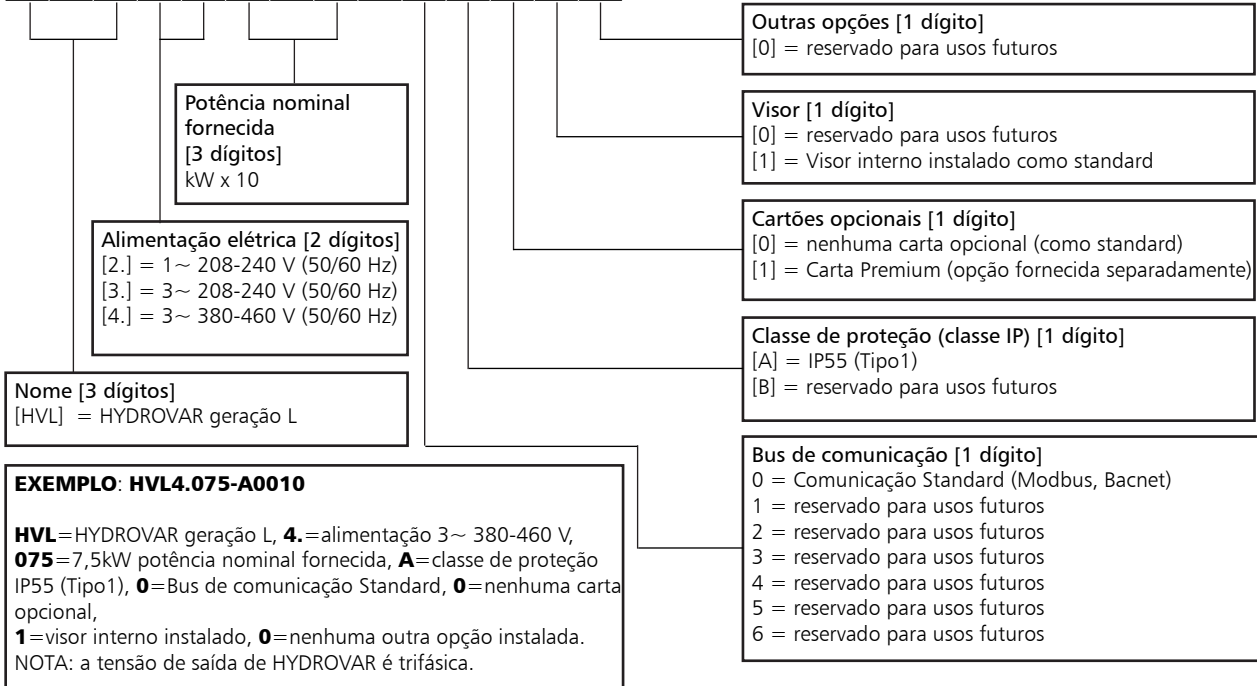 Potência nominal
fornecida
[3 dígitos]
kW x 10
Alimentação elétrica [2 dígitos]
[2.] = 1~ 208-240 V (50/60 Hz)
[3.] = 3~ 208-240 V (50/60 Hz)
[4.] = 3~ 380-460 V (50/60 Hz)
Nome [3 dígitos]
[HVL] = HYDROVAR geração L
EXEMPLO: HVL4.075-A0010
HVL=HYDROVAR geração L, 4.=alimentação 3~ 380-460 V,
075=7,5kW potência nominal fornecida, A=classe de proteção
IP55 (Tipo1), 0=Bus de comunicação Standard, 0=nenhuma carta
opcional,
1=visor interno instalado, 0=nenhuma outra opção instalada.
NOTA: a tensão de saída de HYDROVAR é trifásica.
Outras opções [1 dígito]
[0] = reservado para usos futuros
Visor [1 dígito]
[0] = reservado para usos futuros
[1] = Visor interno instalado como standard
Cartões opcionais [1 dígito]
[0] = nenhuma carta opcional (como standard)
[1] = Carta Premium (opção fornecida separadamente)
Classe de proteção (classe IP) [1 dígito]
[A] = IP55 (Tipo1)
[B] = reservado para usos futuros
Bus de comunicação [1 dígito]
0 = Comunicação Standard (Modbus, Bacnet)
1 = reservado para usos futuros
2 = reservado para usos futuros
3 = reservado para usos futuros
4 = reservado para usos futuros
5 = reservado para usos futuros
6 = reservado para usos futuros